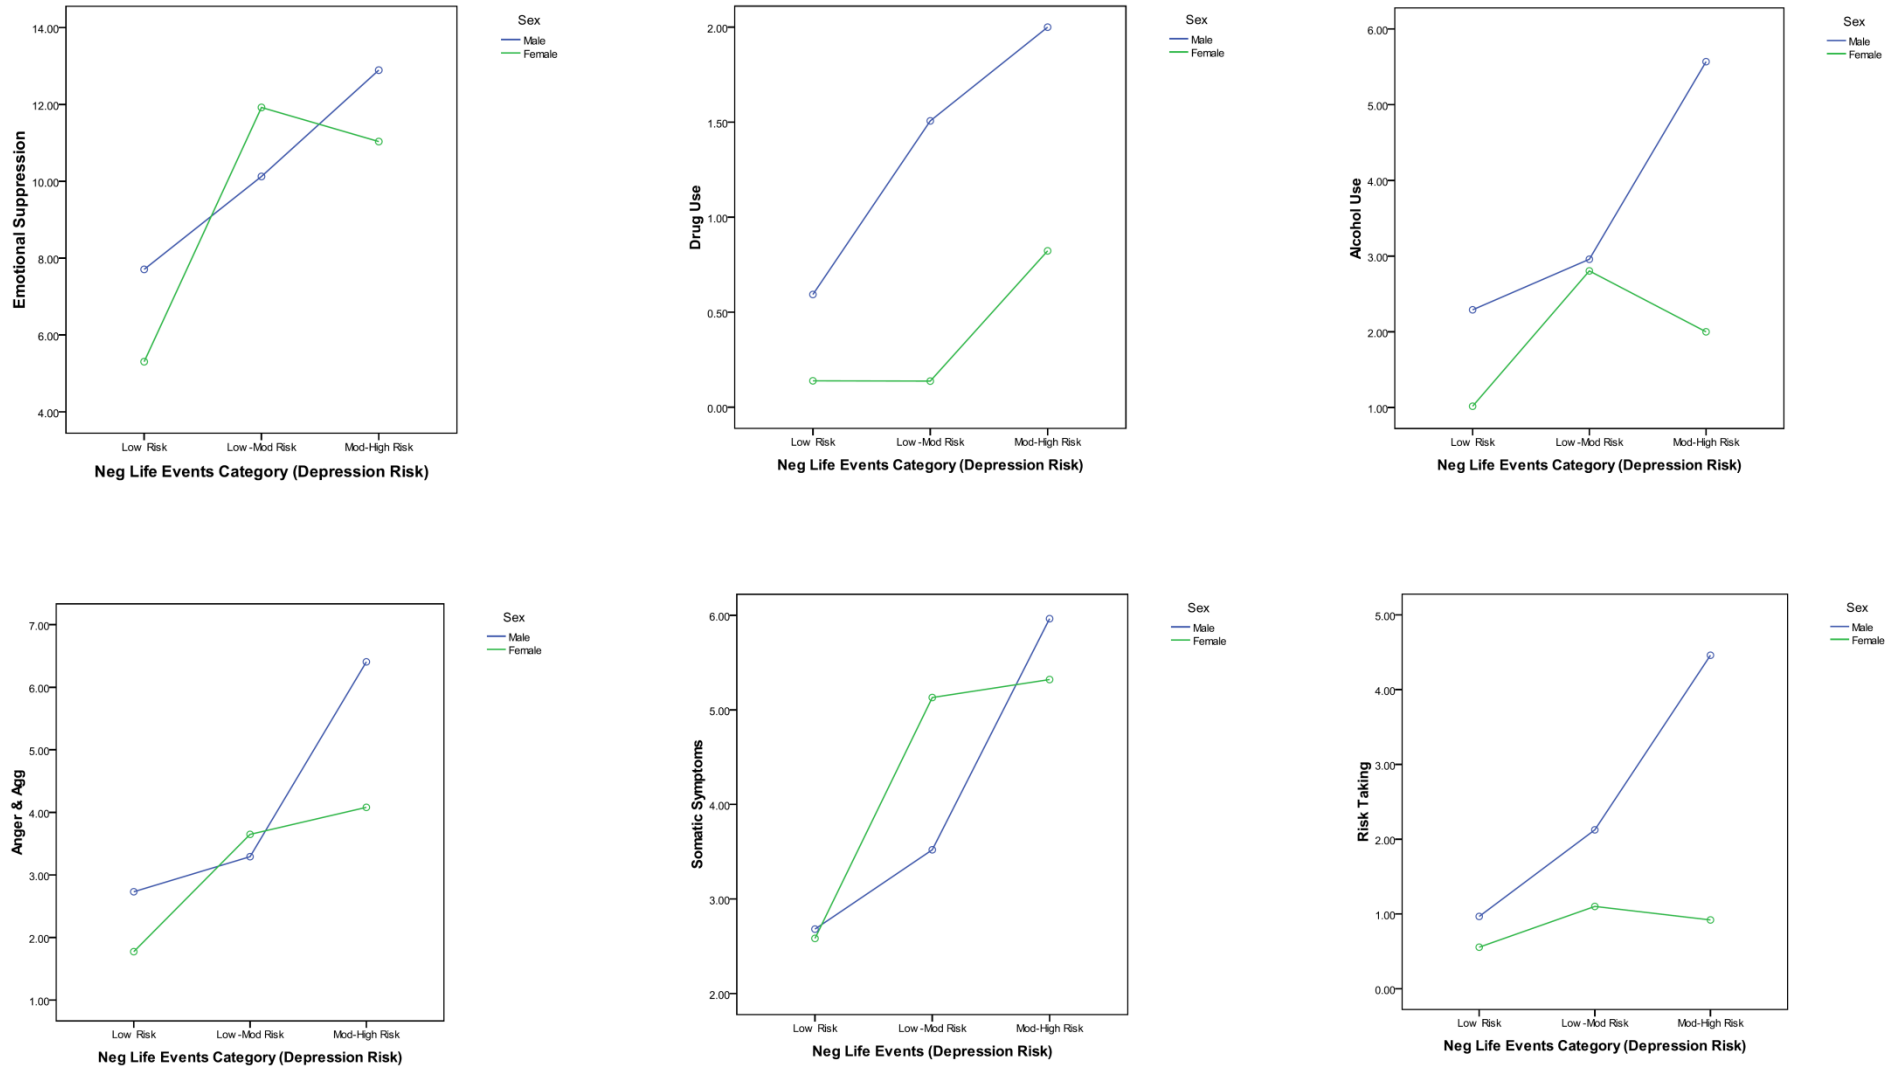 Sex
Male
Female
14.00
12.00
10.00
8.00
6.00
4.00
Emotional Suppression
Low Risk
Low-Mod Risk
Mod-High Risk
Neg Life Events Category (Depression Risk)
Sex
Male
Female
2.00
1.50
1.00
0.50
0.00
Drug Use
Low Risk
Low-Mod Risk
Mod-High Risk
Neg Life Events Category (Depression Risk)
Sex
Male
Female
6.00
5.00
4.00
3.00
2.00
1.00
Alcohol Use
Low Risk
Low-Mod Risk
Mod-High Risk
Neg Life Events Category (Depression Risk)
Sex
Male
Female
7.00
6.00
5.00
4.00
3.00
2.00
1.00
Anger & Agg
Low Risk
Low-Mod Risk
Mod-High Risk
Neg Life Events Category (Depression Risk)
Sex
Male
Female
6.00
5.00
4.00
3.00
2.00
Somatic Symptoms
Low Risk
Low-Mod Risk
Mod-High Risk
Neg Life Events (Depression Risk)
Sex
Male
Female
5.00
4.00
3.00
2.00
1.00
0.00
Risk Taking
Low Risk
Low-Mod Risk
Mod-High Risk
Neg Life Events Category (Depression Risk)